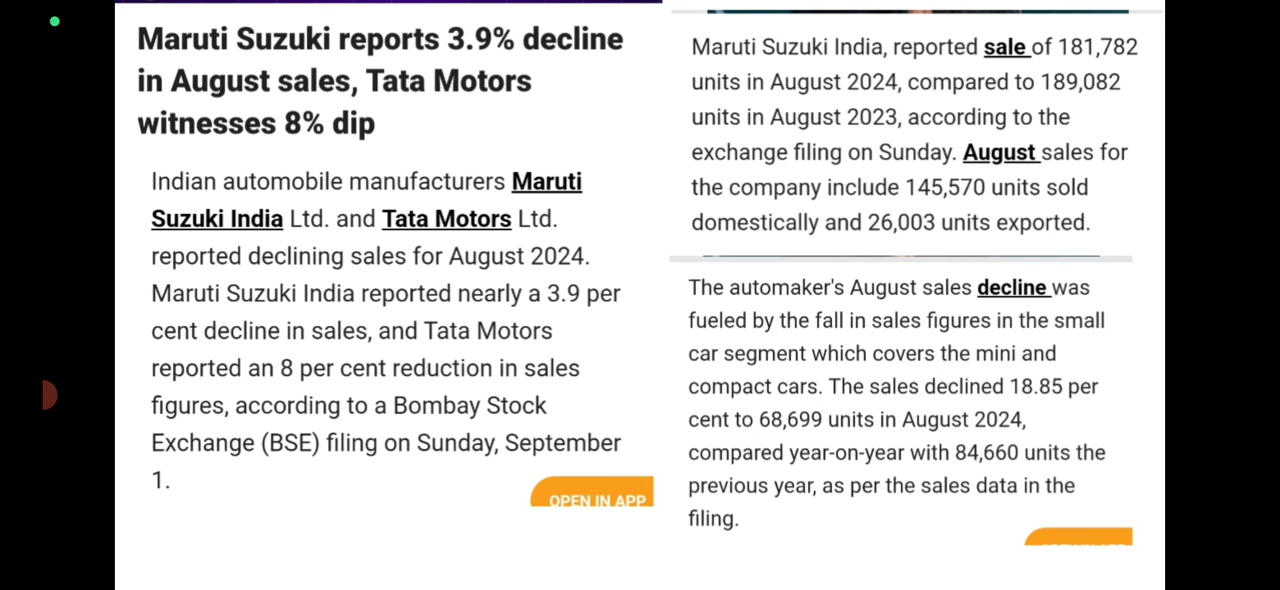 Maruti Suzuki reports 3.9% decline
in August sales, Tata Motors
witnesses 8% dip
Indian automobile manufacturers Maruti
Suzuki India Ltd. and Tata Motors Ltd.
reported declining sales for August 2024.
Maruti Suzuki India reported nearly a 3.9 per
cent decline in sales, and Tata Motors
reported an 8 per cent reduction in sales
figures, according to a Bombay Stock
Exchange (BSE) filing on Sunday, September
1.
OPEN IN APP
Maruti Suzuki India, reported sale of 181,782
units in August 2024, compared to 189,082
units in August 2023, according to the
exchange filing on Sunday. August sales for
the company include 145,570 units sold
domestically and 26,003 units exported.
The automaker's August sales decline was
fueled by the fall in sales figures in the small
car segment which covers the mini and
compact cars. The sales declined 18.85 per
cent to 68,699 units in August 2024,
compared year-on-year with 84,660 units the
previous year, as per the sales data in the
filing.